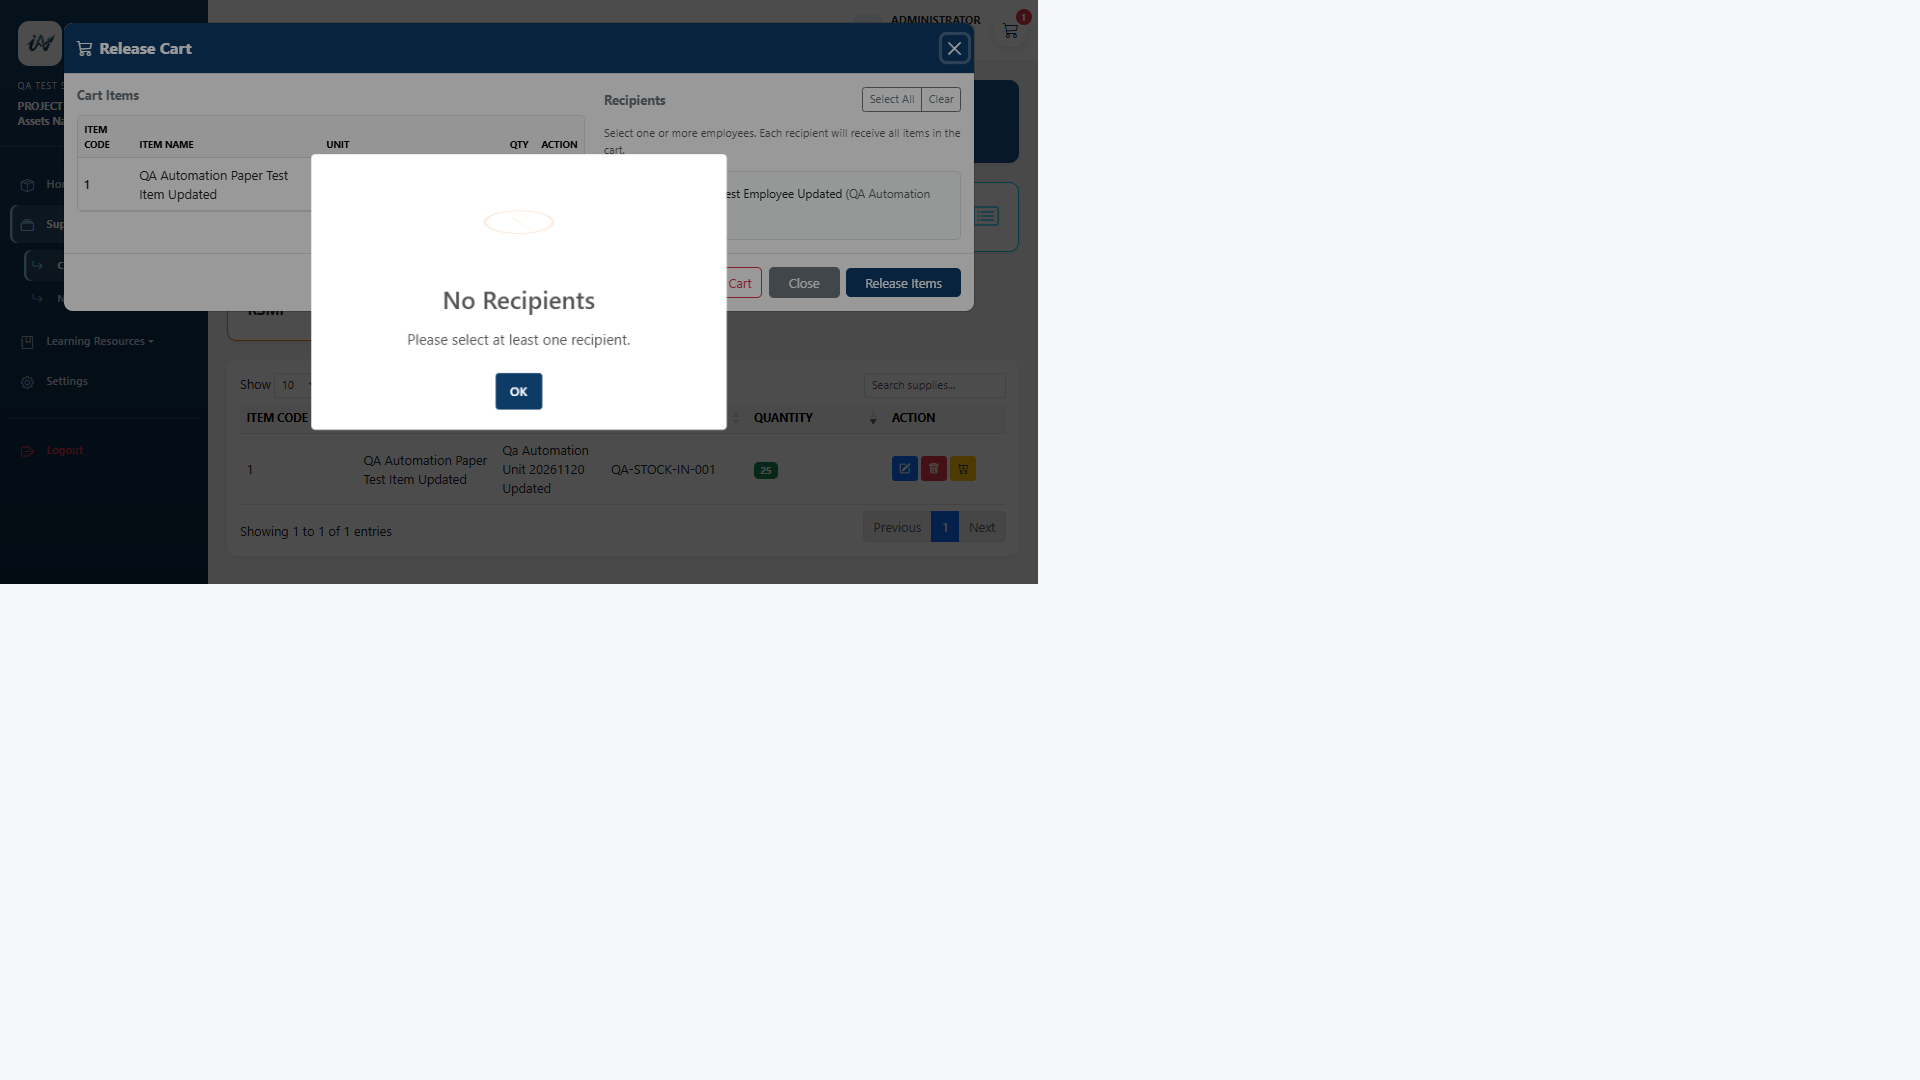 ADMINISTRATOR
1
Release Cart
QA TEST
PROJECT
Assets
Cart Items
Recipients
Select All
Clear
Select one or more employees. Each recipient will receive all items in the
cart.
ITEM CODE
ITEM NAME
UNIT
QTY
ACTION
1
QA Automation Paper Test
Item Updated
Employee Updated (QA Automation
Cart
Close
Release Items
No Recipients
Please select at least one recipient.
OK
Learning Resources
Settings
Logout
Show 10
Search supplies...
ITEM CODE
QUANTITY
ACTION
1
QA Automation Paper
Test Item Updated
Qa Automation
Unit 20261120
Updated
QA-STOCK-IN-001
25
Showing 1 to 1 of 1 entries
Previous
1
Next